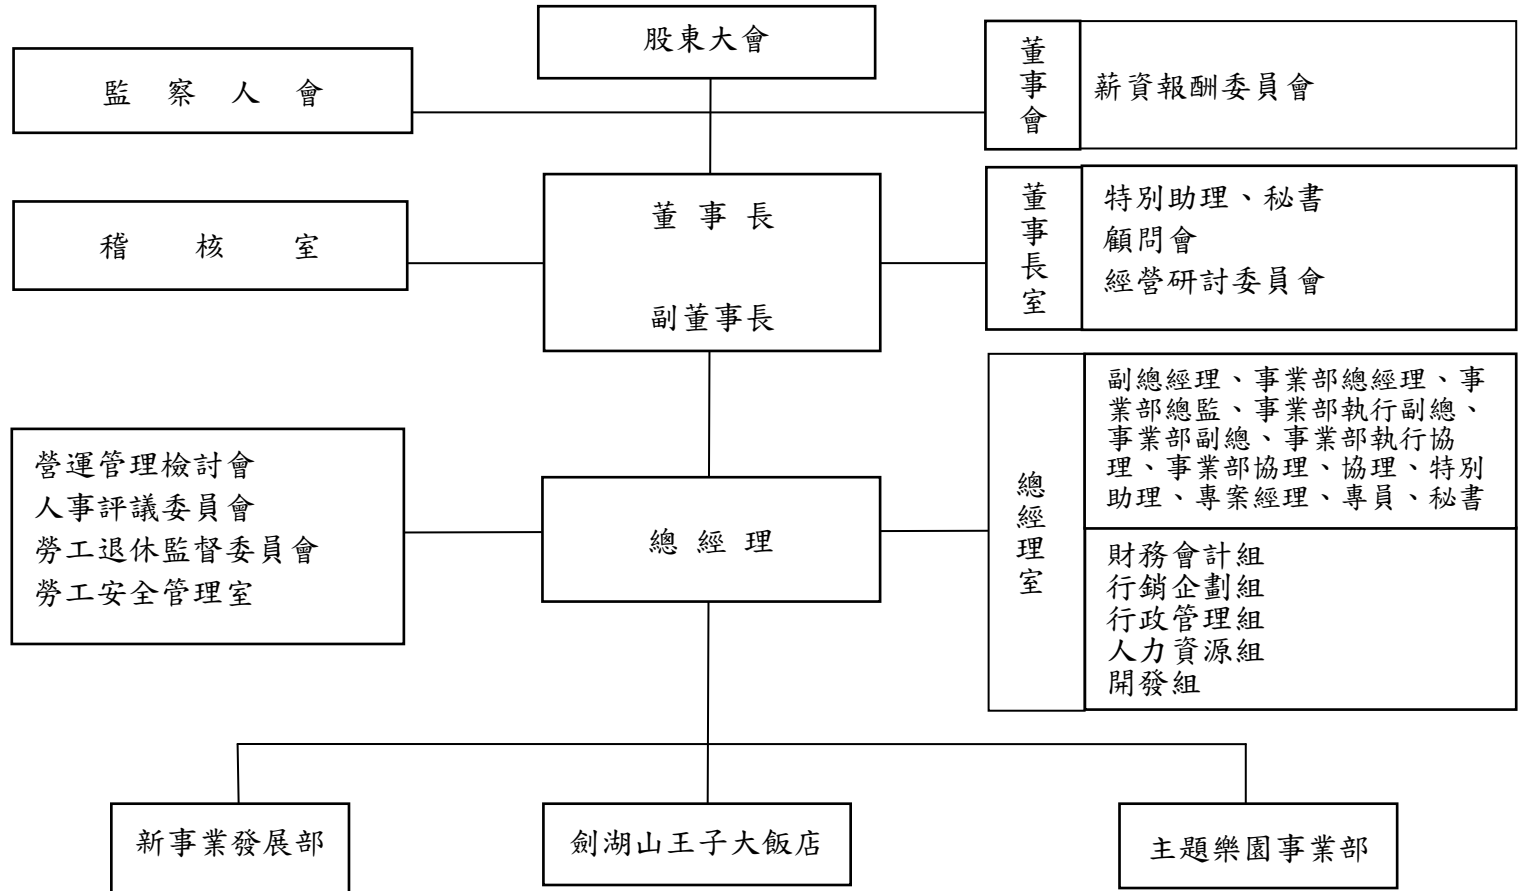 股東大會
監察人會
董事會
薪資報酬委員會
董事長
副董事長
稽核室
董事長室
特別助理、秘書
顧問會
經營研討委員會
總經理
營運管理檢討會
人事評議委員會
勞工退休監督委員會
勞工安全管理室
總經理室
副總經理、事業部總經理、事
業部總監、事業部執行副總、
事業部副總、事業部執行協
理、事業部協理、協理、特別
助理、專案經理、專員、秘書
財務會計組
行銷企劃組
行政管理組
人力資源組
開發組
新事業發展部
劍湖山王子大飯店
主題樂園事業部